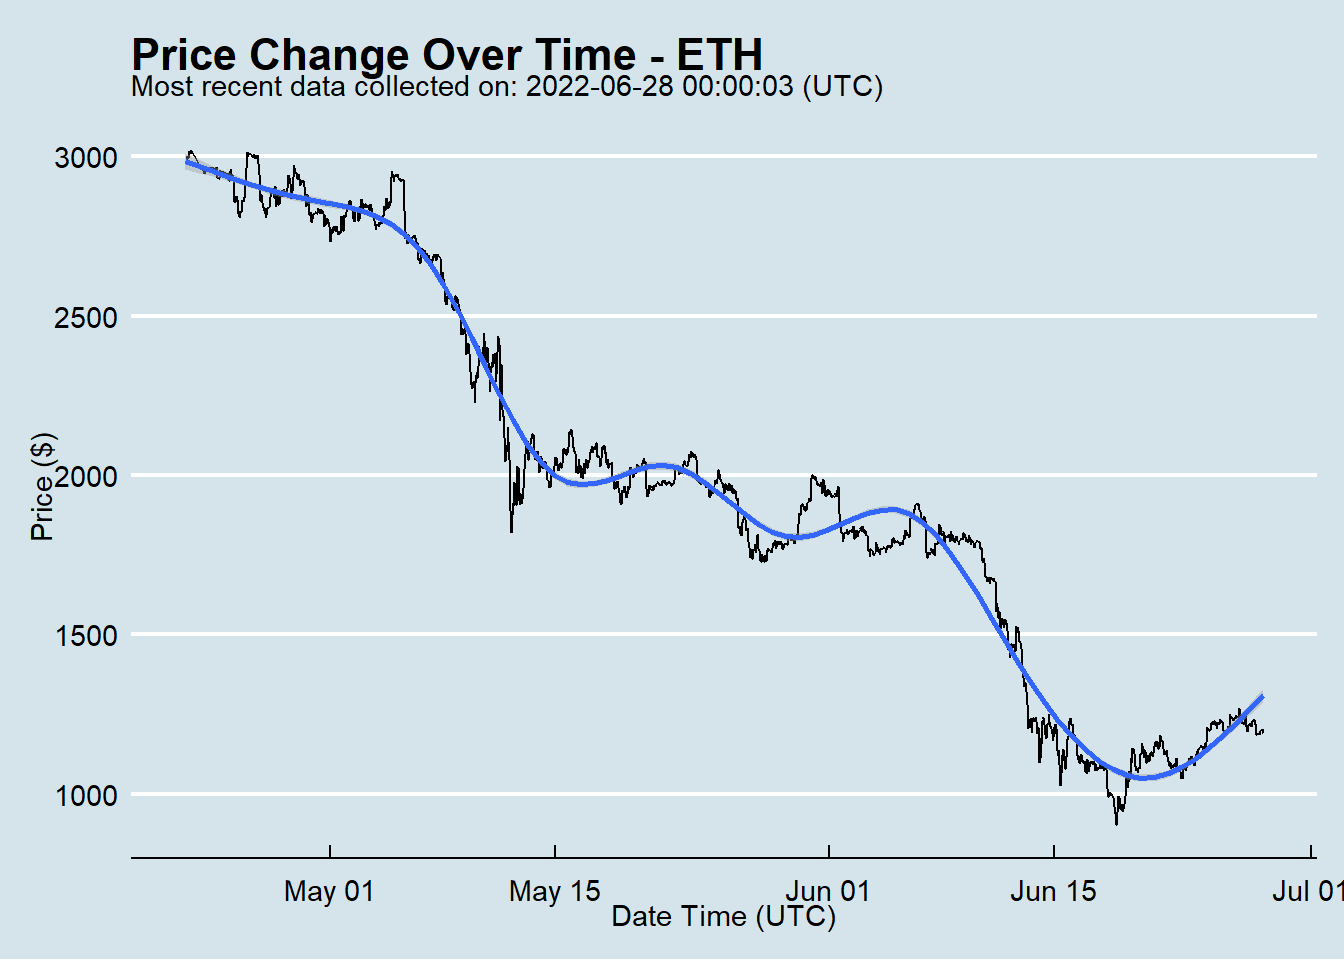 Price Change Over Time - ETH
Most recent data collected on: 2022-06-28 00:00:03 (UTC)
Price ($)
3000
2500
2000
1500
1000
May 01
May 15
Jun 01
Jun 15
Jul 01
Date Time (UTC)